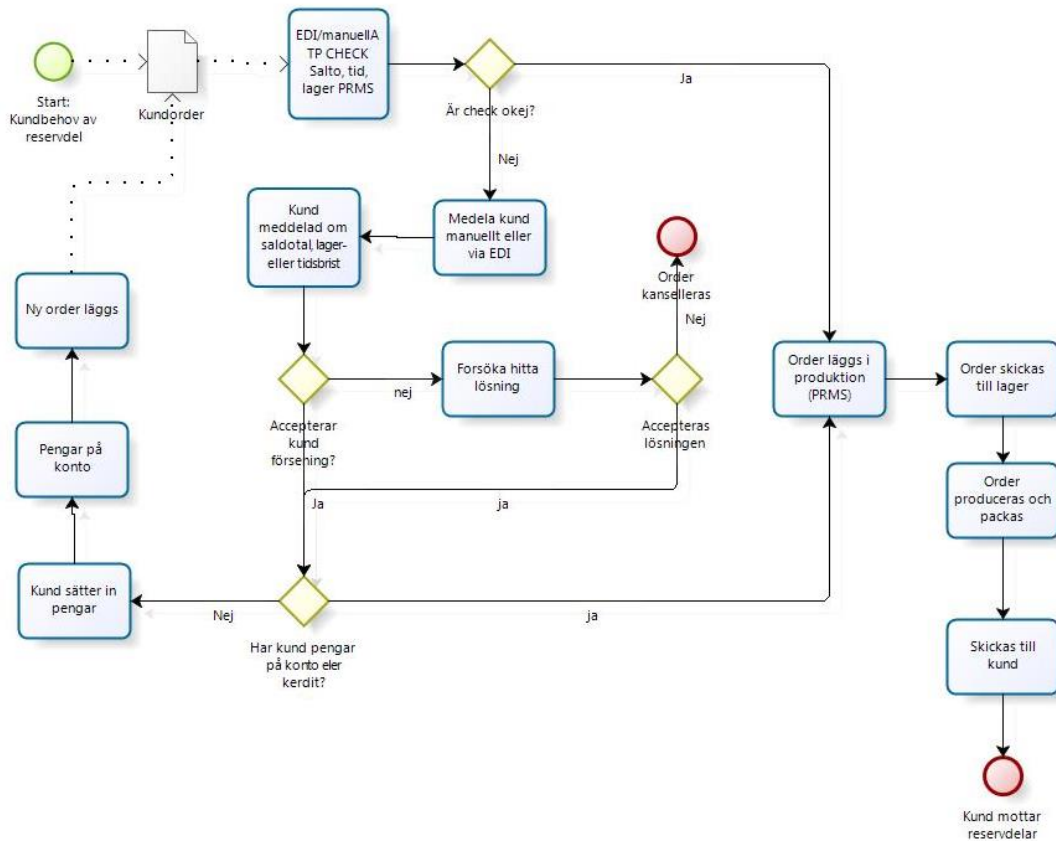 EDI/manuellA
TP CHECK
Salto, tid,
lager PRMS
Ja
Start:
Kundbehov av
reservdel
Kundorder
Är check okej?
Nej
Kund
meddelad om
saldotal, lager-
eller tidsbrist
Medela kund
manuellt eller
via EDI
Order
kanselleras
Nej
Ny order läggs
Accepterar
kund
försening?
nej
Forsöka hitta
lösning
Accepteras
lösningen
Order läggs i
produktion
(PRMS)
Order skickas
till lager
Pengar på
konto
Ja
ja
Order
produceras och
packas
Kund sätter in
pengar
Nej
Har kund pengar
på konto eler
kerdit?
ja
Skickas till
kund
Kund mottar
reservdelar